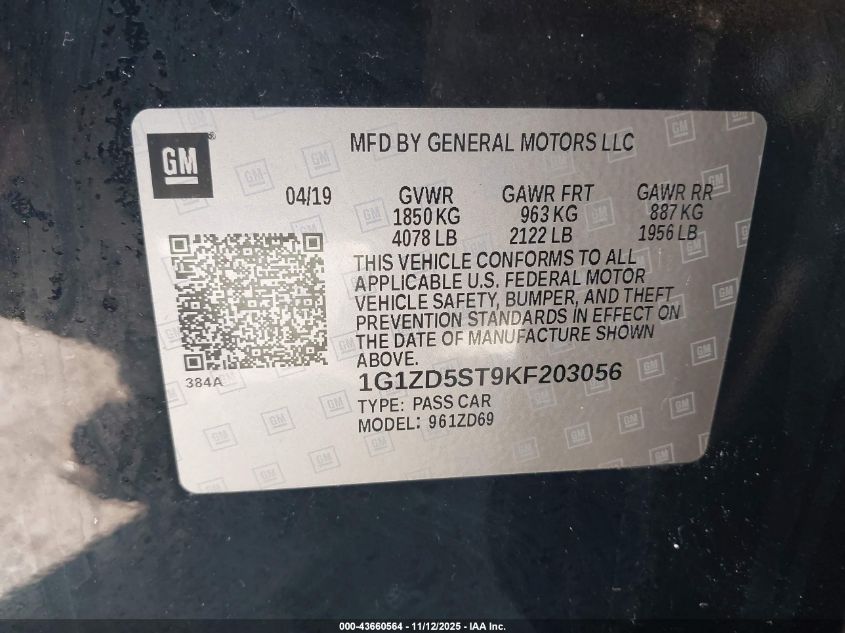 GM
MFD BY GENERAL MOTORS LLC
04/19 GVWR GAWR FRT GAWR RR
1850 KG 963 KG 887 KG
4078 LB 2122 LB 1956 LB
THIS VEHICLE CONFORMS TO ALL
APPLICABLE U.S. FEDERAL MOTOR
VEHICLE SAFETY, BUMPER, AND THEFT
PREVENTION STANDARDS IN EFFECT ON
THE DATE OF MANUFACTURE SHOWN
ABOVE.
384A
1G1ZD5ST9KF203056
TYPE: PASS CAR
MODEL: 961ZD69
000-43660564 - 11/12/2025 - IAA Inc.